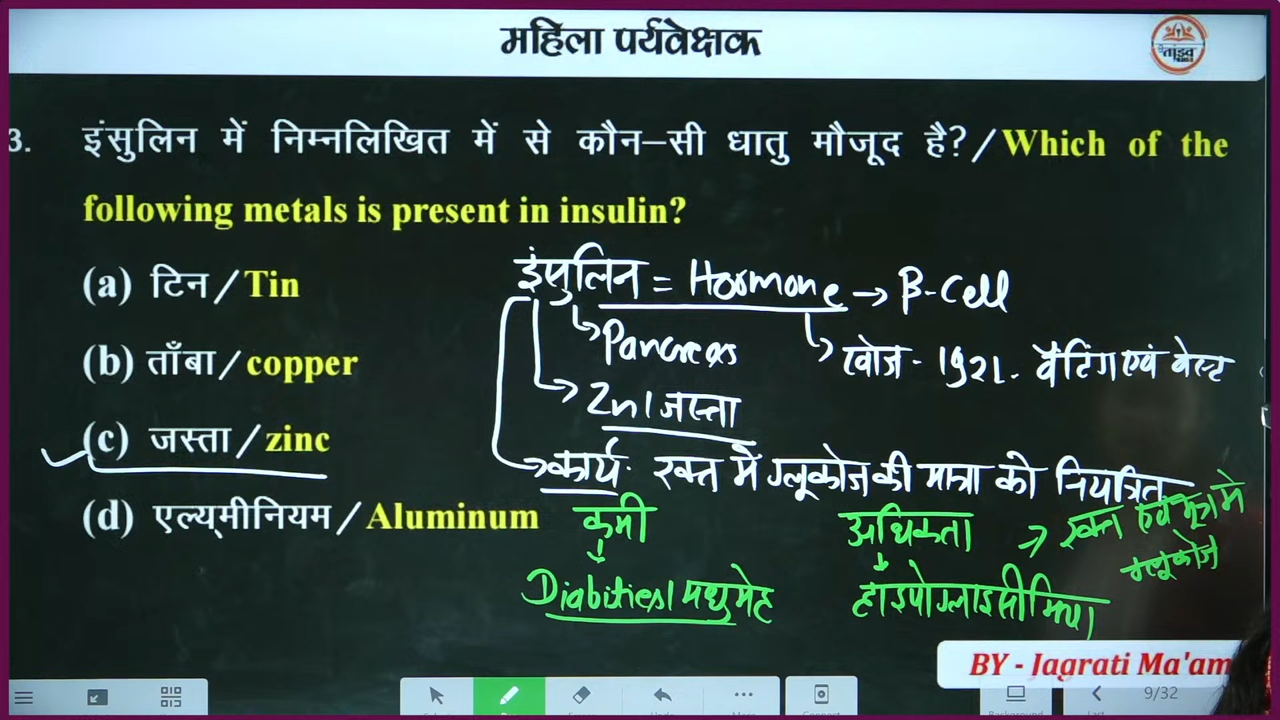 महिला पर्यवेक्षक
3. इंसुलिन में निम्नलिखित में से कौन–सी धातु मौजूद है?/Which of the
following metals is present in insulin?
(a) टिन/Tin
(b) ताँबा/copper
(c) जस्ता/zinc
(d) एल्यूमीनियम/Aluminum
इंसुलिन = Hormone → β-Cell
Pancreas
खोज - 1921. बैंटिंग एवं बेस्ट
Zn/जस्ता
कार्य- रक्त में ग्लूकोज की मात्रा को नियंत्रित
कमी
अधिकता → रक्त एवं मूत्र में
ग्लूकोज
Diabities/मधुमेह
हाइपोग्लाइसीमिया
BY - Jagrati Ma'am
9/32